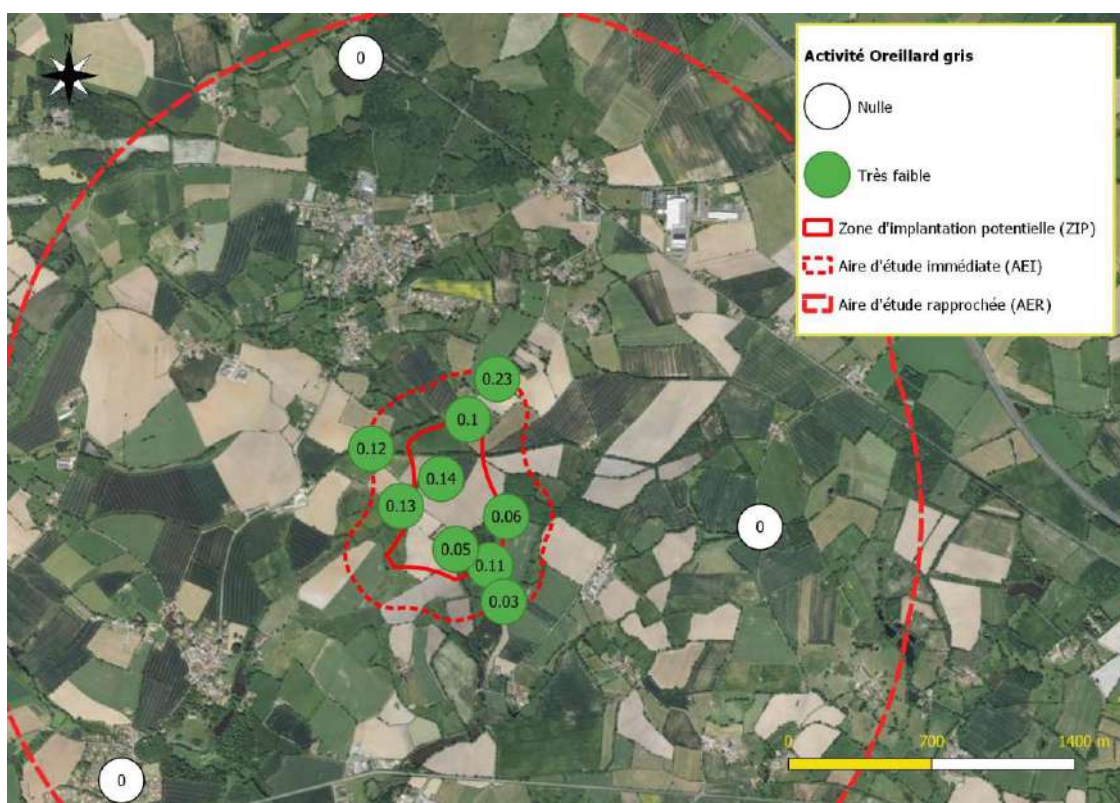 N
0
Activité Oreillard gris
Nulle
Très faible
Zone d'implantation potentielle (ZIP)
Aire d'étude immédiate (AEI)
Aire d'étude rapprochée (AER)
0.23
0.1
0.12
0.14
0.13
0.06
0
0.05
0.11
0.03
0 700 1400 m
0